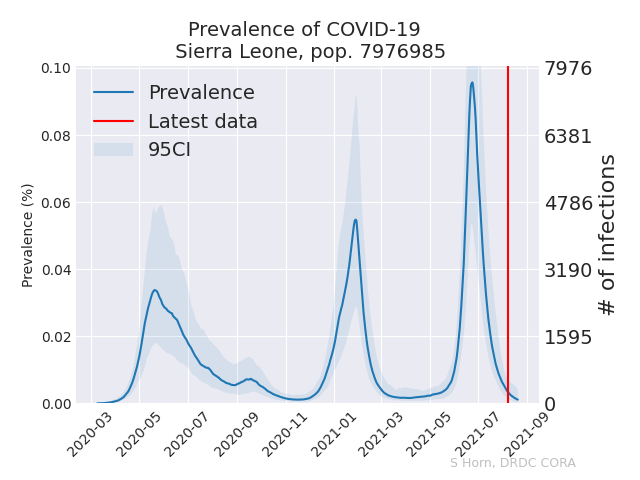 Prevalence of COVID-19
Sierra Leone, pop. 7976985
Prevalence
Latest data
95CI
Prevalence (%)
0.10
0.08
0.06
0.04
0.02
0.00
7976
6381
4786
3190
1595
0
# of infections
2020-03
2020-05
2020-07
2020-09
2020-11
2021-01
2021-03
2021-05
2021-07
2021-09
S Horn, DRDC CORA